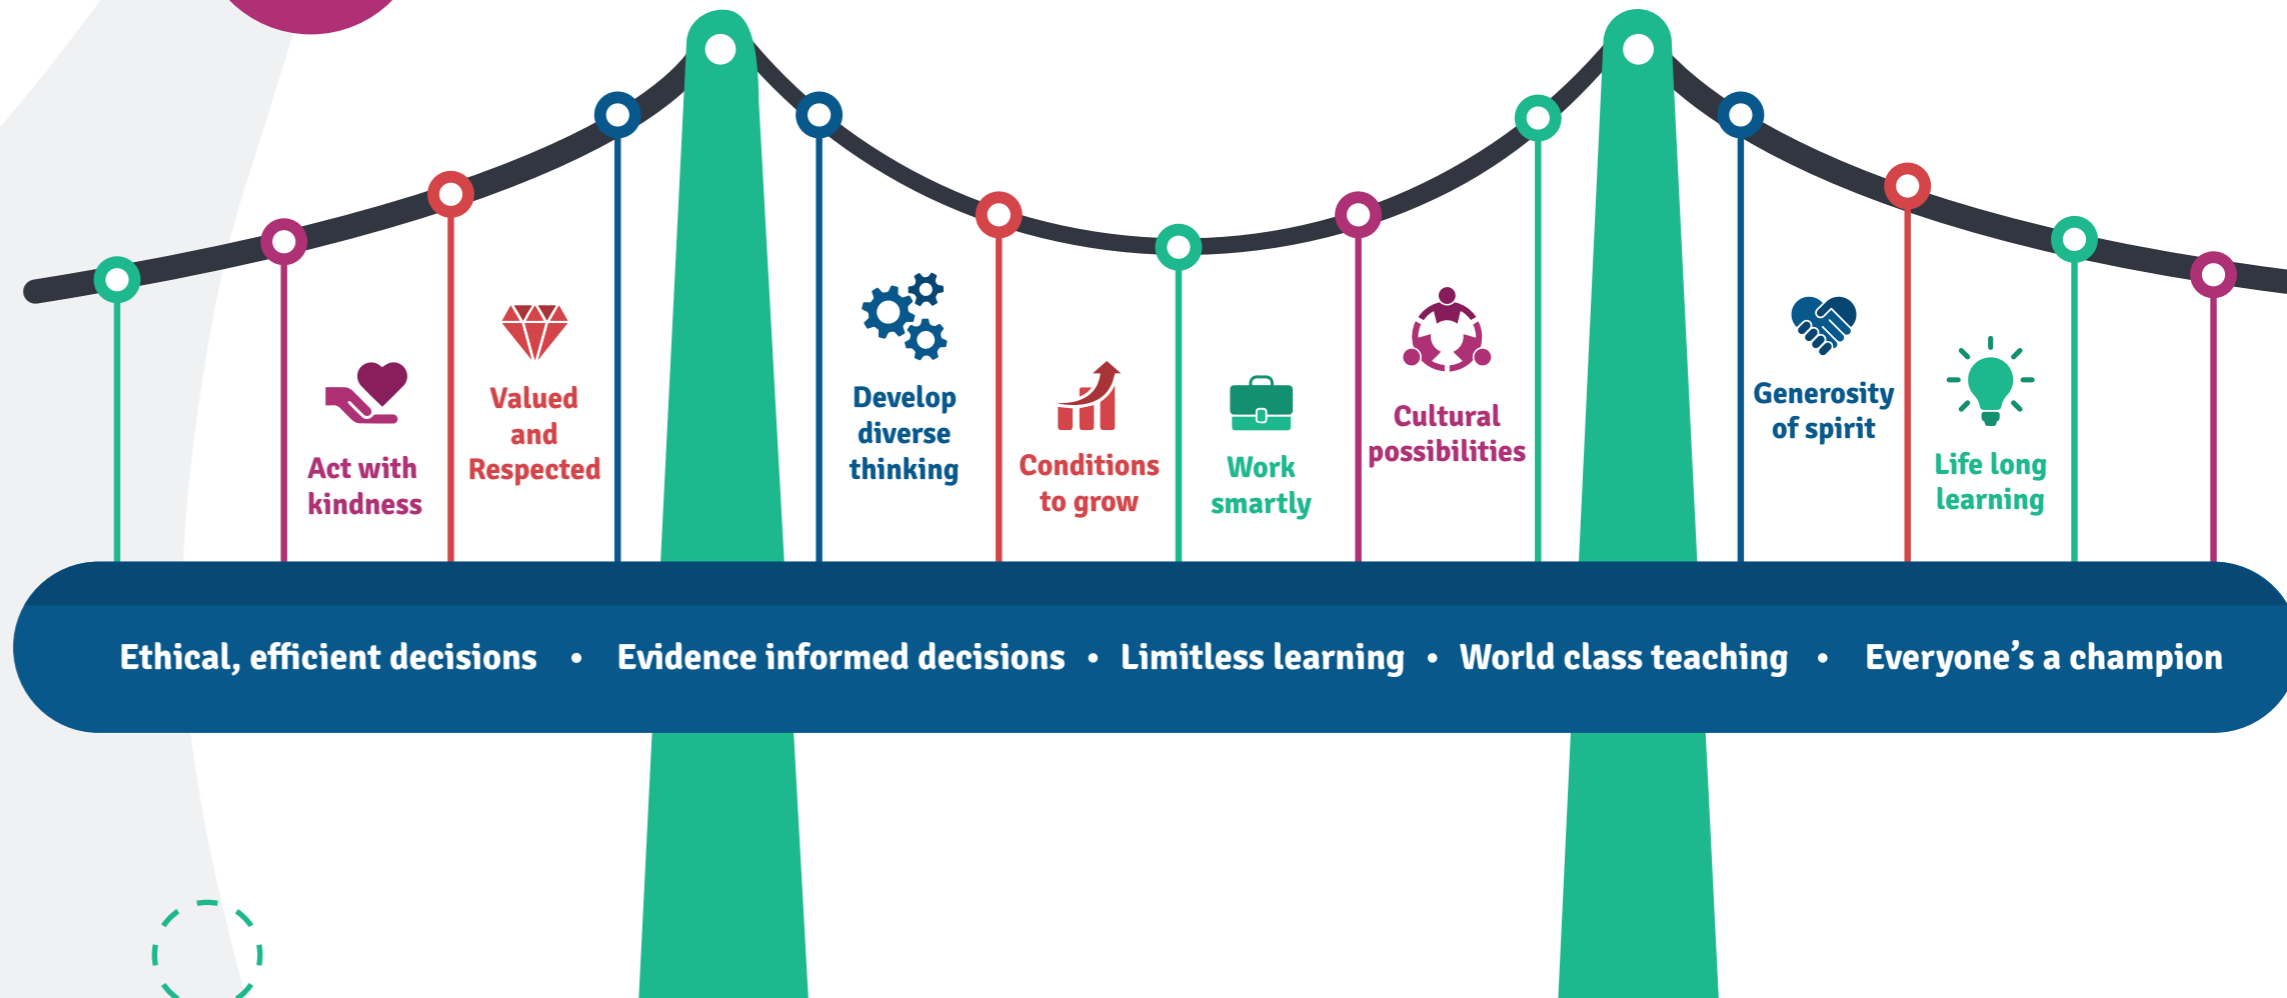 Act with
kindness
Valued
and
Respected
Develop
diverse
thinking
Conditions
to grow
Work
smartly
Cultural
possibilities
Generosity
of spirit
Life long
learning
Ethical, efficient decisions • Evidence informed decisions • Limitless learning • World class teaching • Everyone’s a champion